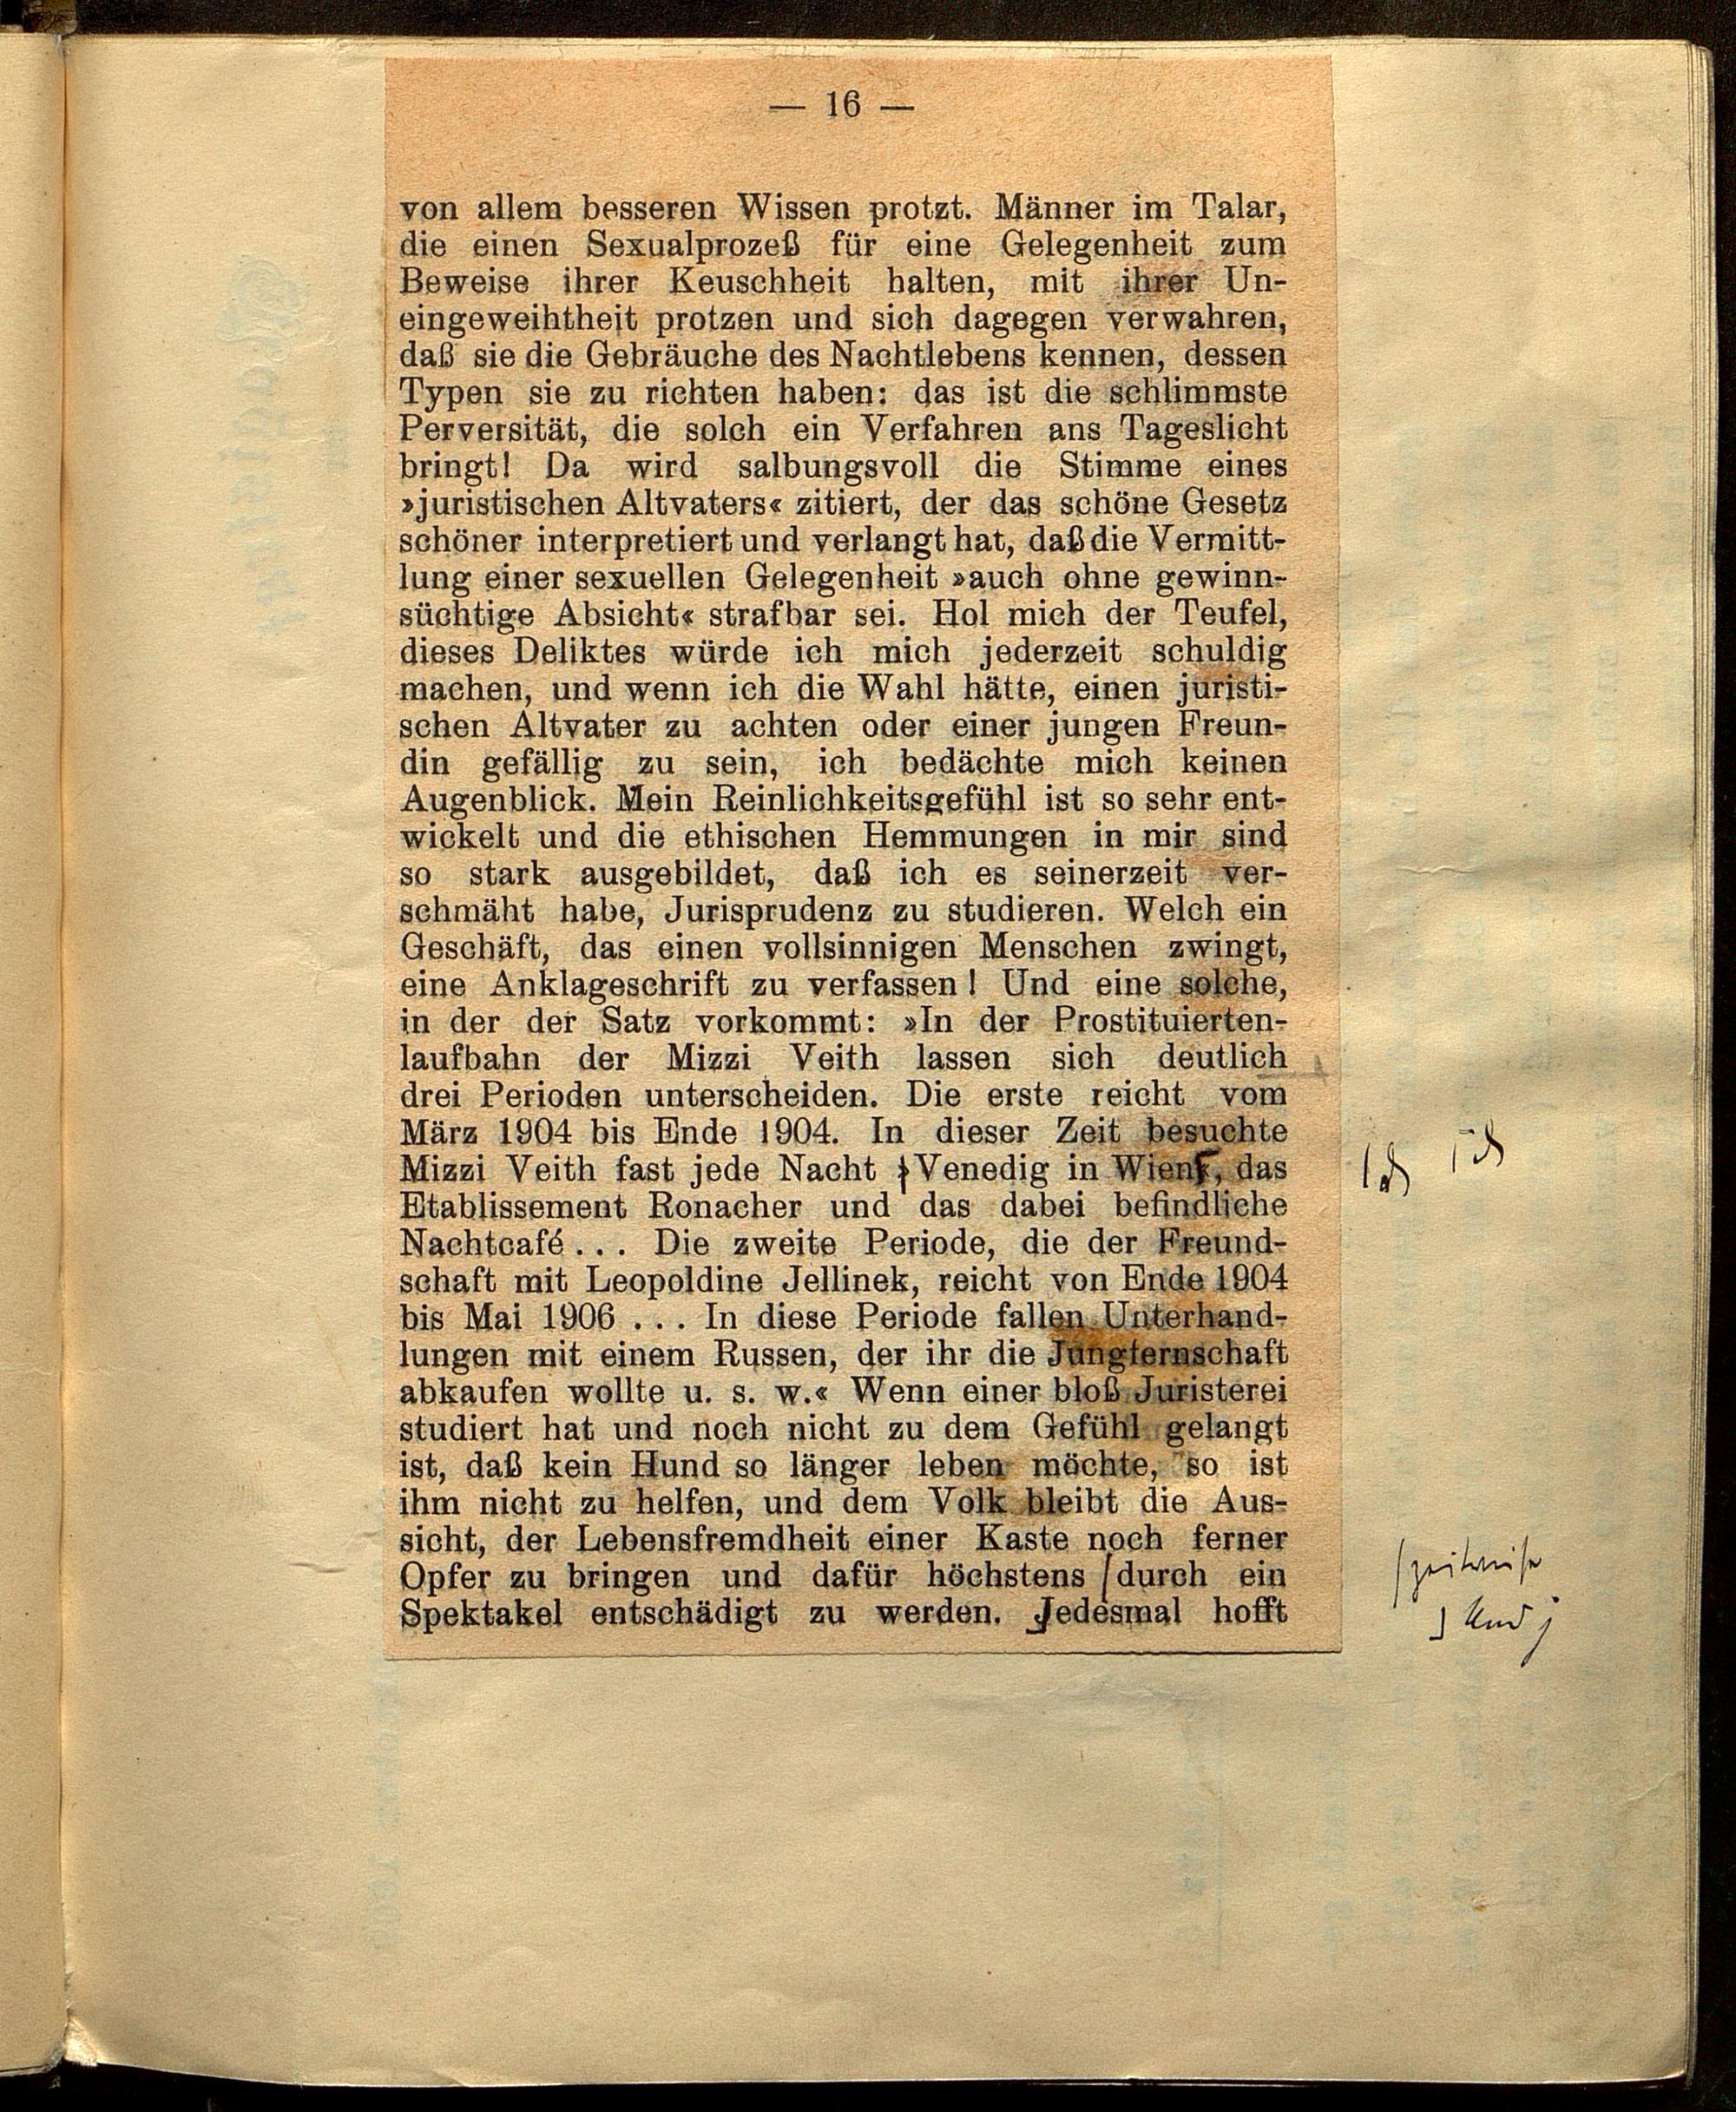 — 16 —
von allem besseren Wissen protzt. Männer im Talar,
die einen Sexualprozeß für eine Gelegenheit zum
Beweise ihrer Keuschheit halten, mit ihrer Un-
eingeweihtheit protzen und sich dagegen verwahren,
daß sie die Gebräuche des Nachtlebens kennen, dessen
Typen sie zu richten haben: das ist die schlimmste
Perversität, die solch ein Verfahren ans Tageslicht
bringt! Da wird salbungsvoll die Stimme eines
»juristischen Altvaters« zitiert, der das schöne Gesetz
schöner interpretiert und verlangt hat, daß die Vermitt-
lung einer sexuellen Gelegenheit »auch ohne gewinn-
süchtige Absicht« strafbar sei. Hol mich der Teufel,
dieses Deliktes würde ich mich jederzeit schuldig
machen, und wenn ich die Wahl hätte, einen juristi-
schen Altvater zu achten oder einer jungen Freun-
din gefällig zu sein, ich bedächte mich keinen
Augenblick. Mein Reinlichkeitsgefühl ist so sehr ent-
wickelt und die ethischen Hemmungen in mir sind
so stark ausgebildet, daß ich es seinerzeit ver-
schmäht habe, Jurisprudenz zu studieren. Welch ein
Geschäft, das einen vollsinnigen Menschen zwingt,
eine Anklageschrift zu verfassen! Und eine solche,
in der der Satz vorkommt: »In der Prostituierten-
laufbahn der Mizzi Veith lassen sich deutlich
drei Perioden unterscheiden. Die erste reicht vom
März 1904 bis Ende 1904. In dieser Zeit besuchte
Mizzi Veith fast jede Nacht Venedig in Wien, das
Etablissement Ronacher und das dabei befindliche
Nachtcafé... Die zweite Periode, die der Freund-
schaft mit Leopoldine Jellinek, reicht von Ende 1904
bis Mai 1906 ... In diese Periode fallen Unterhand-
lungen mit einem Russen, der ihr die Jungfernschaft
abkaufen wollte u. s. w.« Wenn einer bloß Juristerei
studiert hat und noch nicht zu dem Gefühl gelangt
ist, daß kein Hund so länger leben möchte, so ist
ihm nicht zu helfen, und dem Volk bleibt die Aus-
sicht, der Lebensfremdheit einer Kaste noch ferner
Opfer zu bringen und dafür höchstens durch ein
Spektakel entschädigt zu werden. Jedesmal hofft
zeitweise
Und j